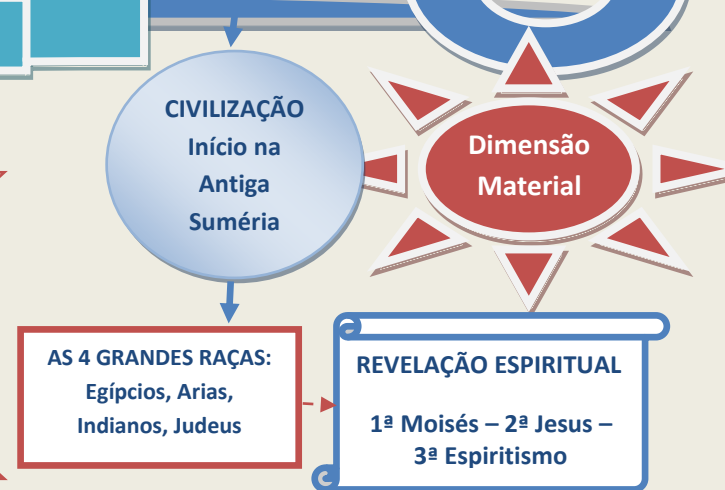 CIVILIZAÇÃO
Início na
Antiga
Suméria
Dimensão
Material
AS 4 GRANDES RAÇAS:
Egípcios, Arias,
Indianos, Judeus
REVELAÇÃO ESPIRITUAL
1ª Moisés – 2ª Jesus –
3ª Espiritismo